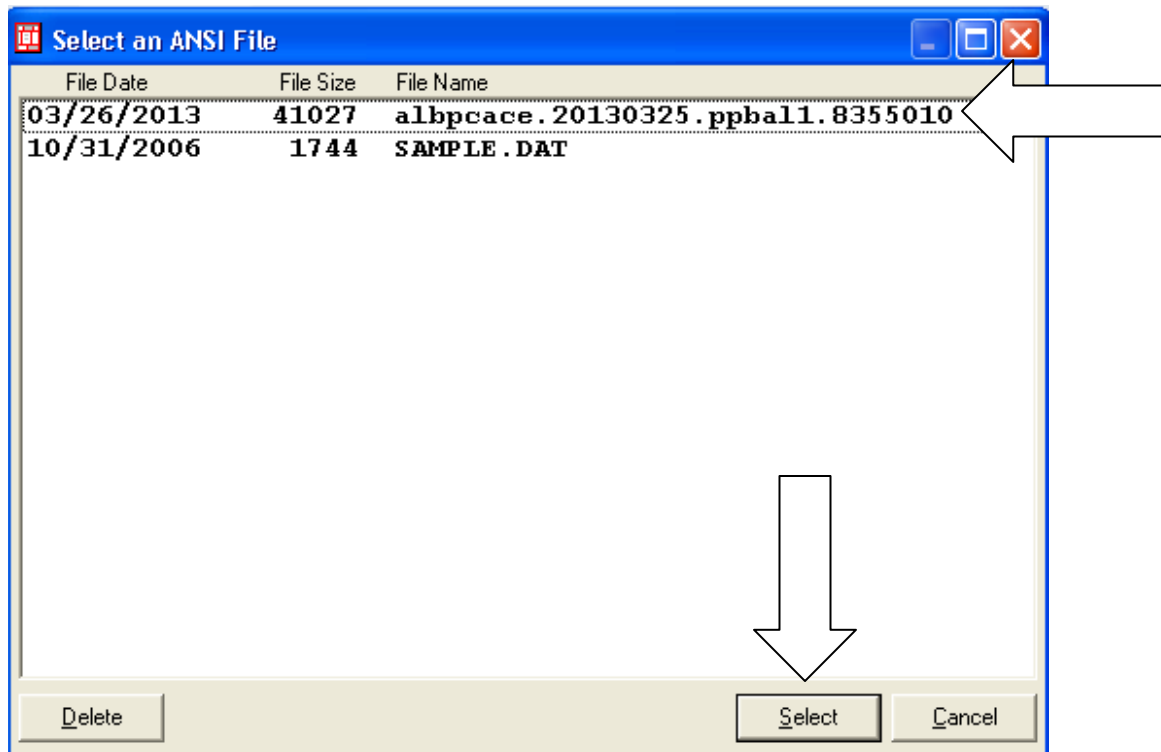 Select an ANSI File
File Date File Size File Name
03/26/2013 41027 albpcace.20130325.ppbal1.8355010
10/31/2006 1744 SAMPLE.DAT
Delete Select Cancel